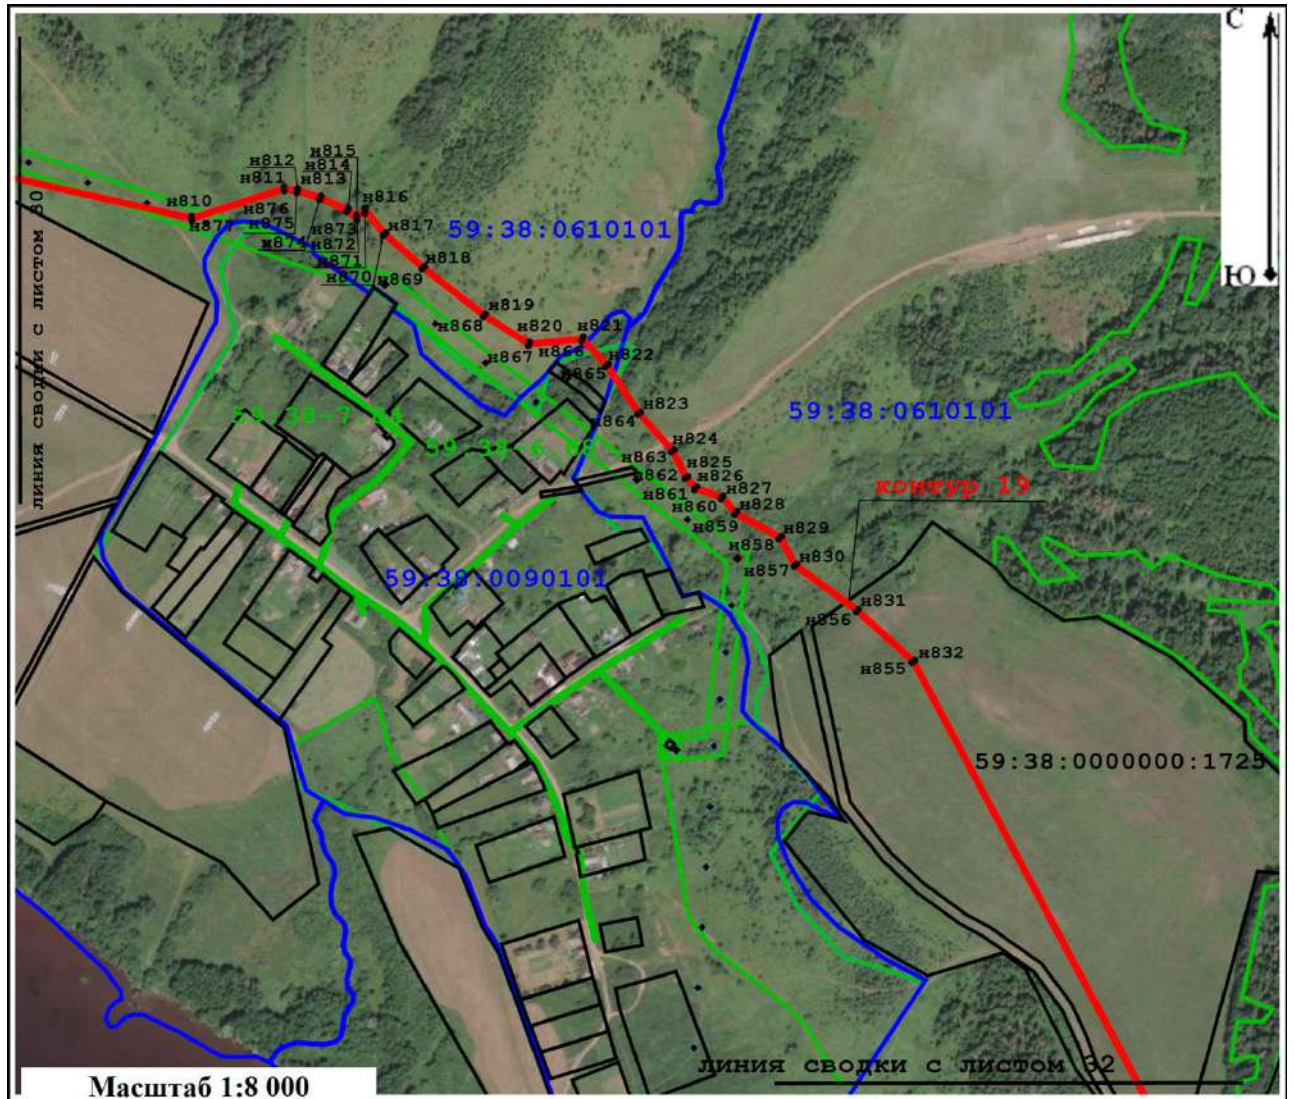 С
н815
н812
н814
н811
н813
н810
н876
н816
н877
н875
н873
н817
59:38:0610101
н874
н872
н871
н818
н870
н869
Ю
линия сводки с листом 30
н819
н868
н820
н821
н867
н866
н822
н865
н823
59:38:0610101
н864
н824
н863
н825
н862
н826
контур 19
н861
н827
н860
н828
н859
н829
н858
н830
н857
59:38:0090101
н831
н856
н832
н855
59:38:0000000:1725
линия сводки с листом 32
Масштаб 1:8 000